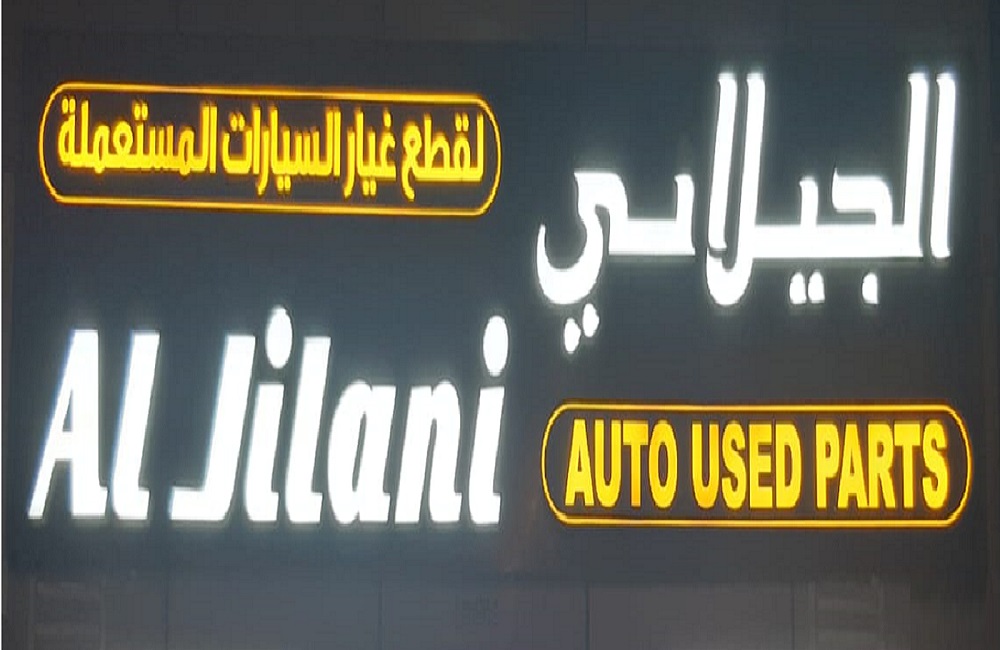 الجيلاني
لقطع غيار السيارات المستعملة
Al Jilani
AUTO USED PARTS